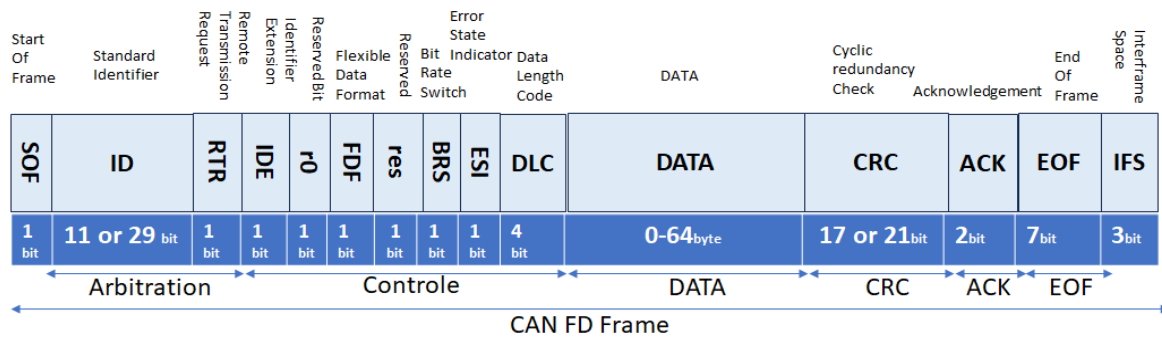 Start
Of
Frame
Standard
Identifier
Remote
Transmission
Request
Identifier
Extension
ReservedBit
Flexible
Data
Format
Reserved
Bit
Rate
Switch
Error
State
Indicator
Data
Length
Code
DATA
Cyclic
redundancy
Check
Acknowledgement
End
Of
Frame
Interframe
Space
SOF ID RTR IDE r0 FDF res BRS ESI DLC DATA CRC ACK EOF IFS
1 bit 11 or 29 bit 1 bit 1 bit 1 bit 1 bit 1 bit 1 bit 1 bit 4 bit 0-64byte 17 or 21bit 2bit 7bit 3bit
Arbitration Controle DATA CRC ACK EOF
CAN FD Frame